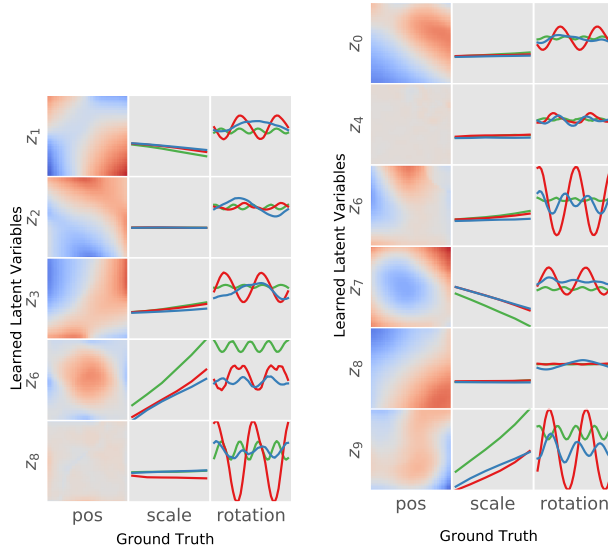 Learned Latent Variables
Z1
Z2
Z3
Z6
Z8
pos scale rotation
Ground Truth
Learned Latent Variables
Z0
Z4
Z6
Z7
Z8
Z9
pos scale rotation
Ground Truth